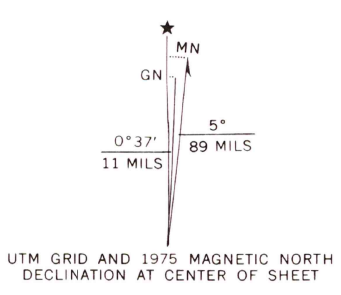 MN
GN
0°37'
11 MILS
5°
89 MILS
UTM GRID AND 1975 MAGNETIC NORTH
DECLINATION AT CENTER OF SHEET